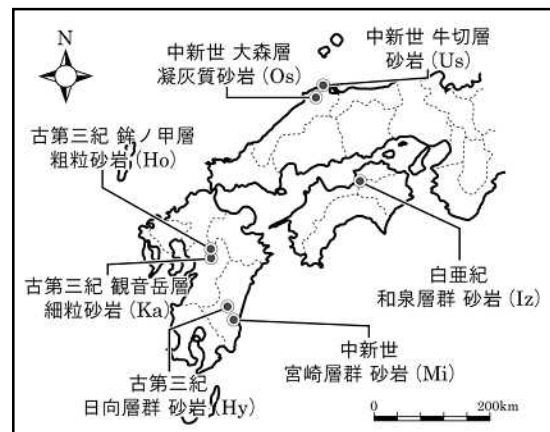 N
中新世 大森層
凝灰質砂岩 (Os)
中新世 牛切層
砂岩 (Us)
古第三紀 鉾ノ甲層
粗粒砂岩 (Ho)
古第三紀 観音岳層
細粒砂岩 (Ka)
白亜紀
和泉層群 砂岩 (Iz)
中新世
宮崎層群 砂岩 (Mi)
古第三紀
日向層群 砂岩 (Hy)
0
200km